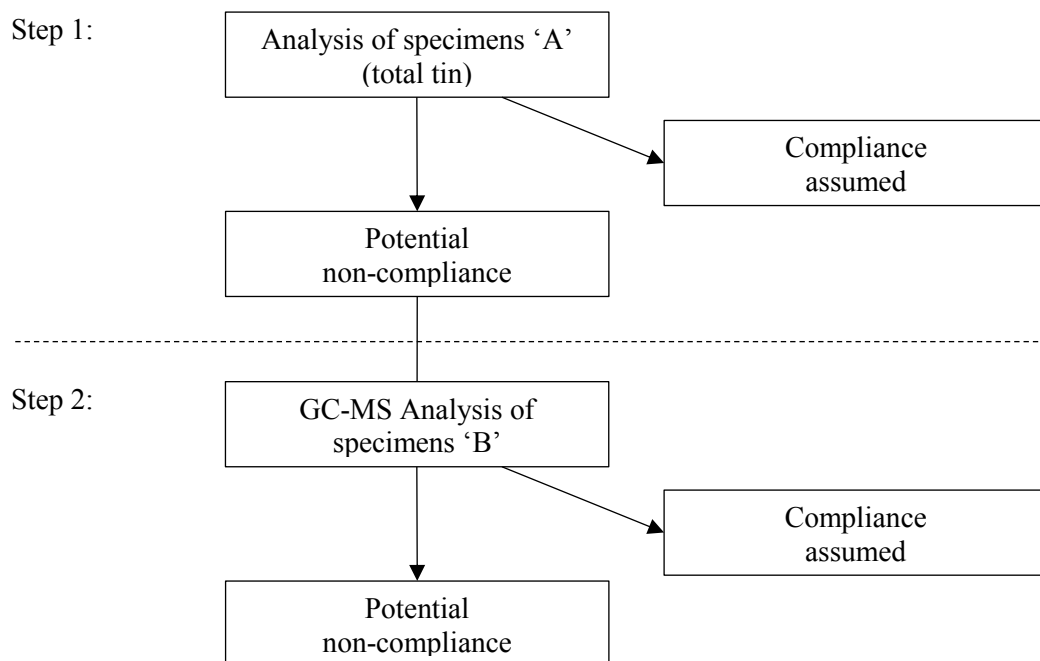 Step 1:
Analysis of specimens ‘A’
(total tin)
Compliance
assumed
Potential
non-compliance
Step 2:
GC-MS Analysis of
specimens ‘B’
Compliance
assumed
Potential
non-compliance